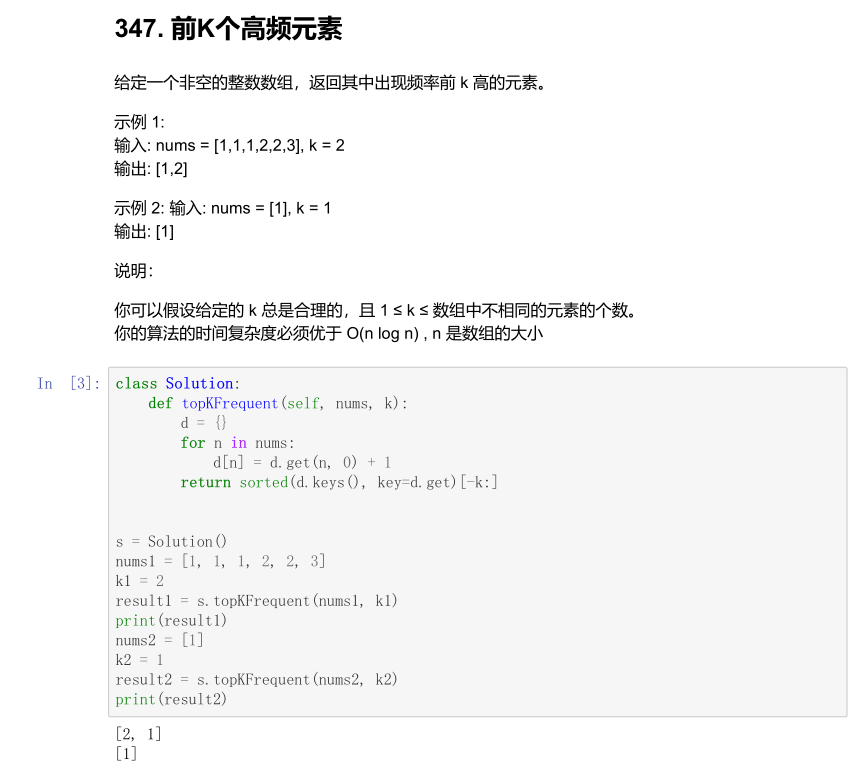 347. 前K个高频元素
给定一个非空的整数数组，返回其中出现频率前 k 高的元素。
示例 1:
输入: nums = [1,1,1,2,2,3], k = 2
输出: [1,2]
示例 2: 输入: nums = [1], k = 1
输出: [1]
说明：
你可以假设给定的 k 总是合理的，且 1 ≤ k ≤ 数组中不相同的元素的个数。
你的算法的时间复杂度必须优于 O(n log n) , n 是数组的大小
In [3]:
class Solution:
    def topKFrequent(self, nums, k):
        d = {}
        for n in nums:
            d[n] = d.get(n, 0) + 1
        return sorted(d.keys(), key=d.get)[-k:]
s = Solution()
nums1 = [1, 1, 1, 2, 2, 3]
k1 = 2
result1 = s.topKFrequent(nums1, k1)
print(result1)
nums2 = [1]
k2 = 1
result2 = s.topKFrequent(nums2, k2)
print(result2)
[2, 1]
[1]